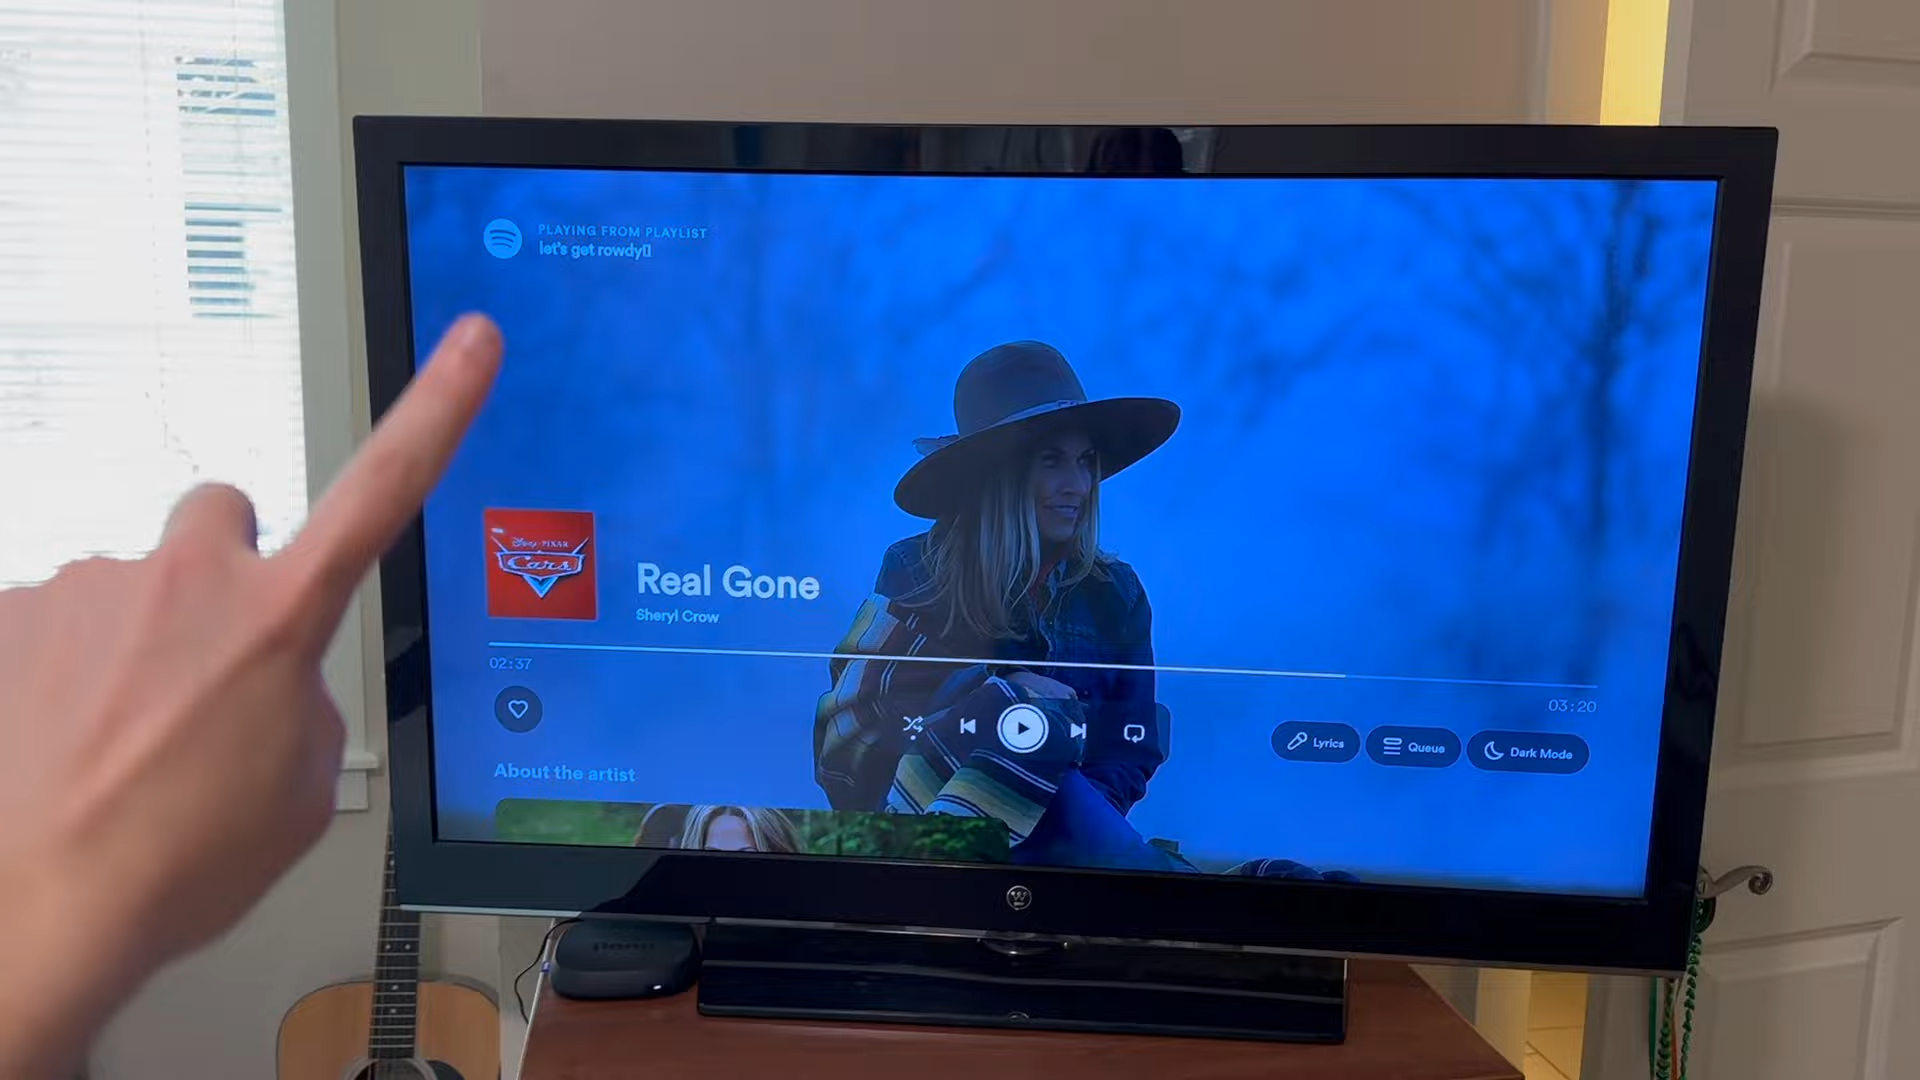 PLAYING FROM PLAYLIST
let's get rowdy▯
Disney·PIXAR
Cars
Real Gone
Sheryl Crow
02:37
03:20
Lyrics
Queue
Dark Mode
About the artist
W